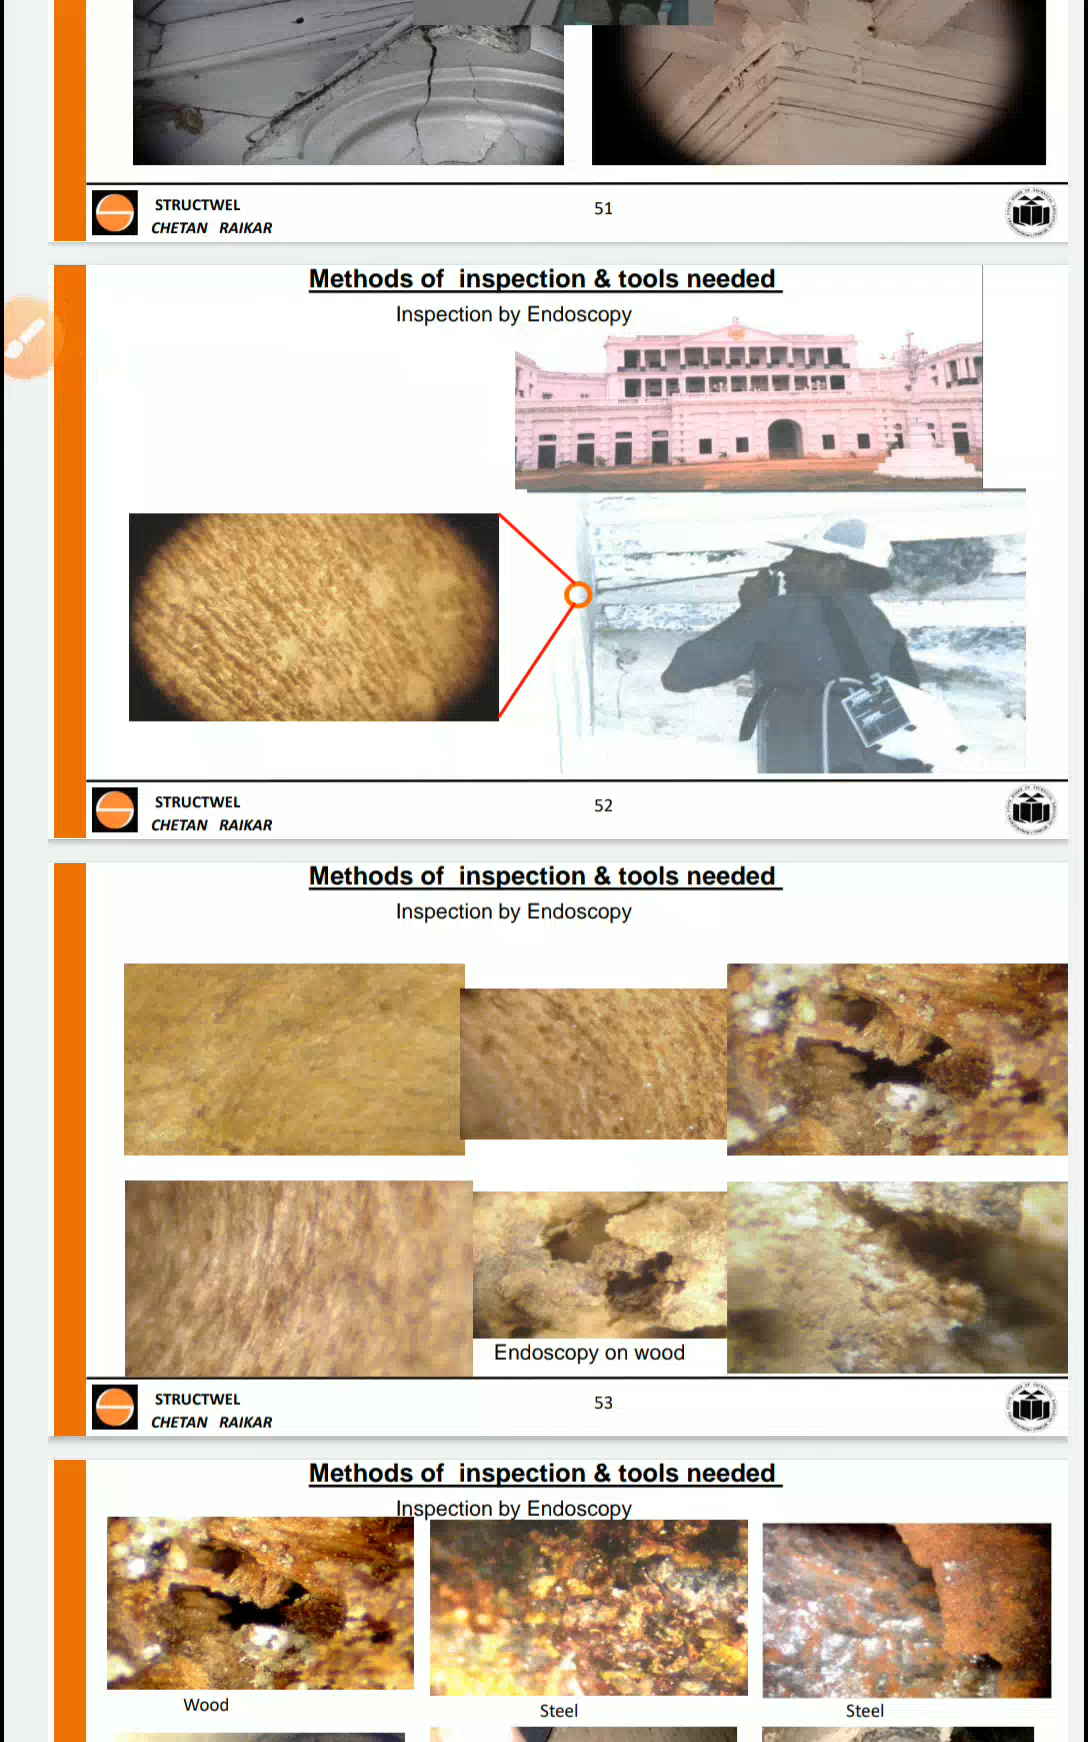 STRUCTWEL
CHETAN RAIKAR
51
Methods of inspection & tools needed
Inspection by Endoscopy
STRUCTWEL
CHETAN RAIKAR
52
Methods of inspection & tools needed
Inspection by Endoscopy
Endoscopy on wood
STRUCTWEL
CHETAN RAIKAR
53
Methods of inspection & tools needed
Inspection by Endoscopy
Wood
Steel
Steel